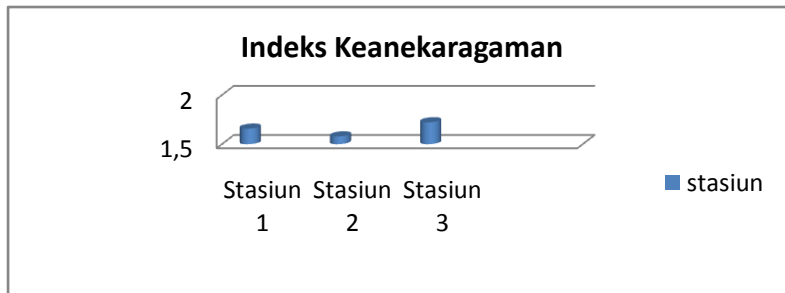 Indeks Keanekaragaman
2
1,5
Stasiun Stasiun Stasiun
1 2 3
stasiun